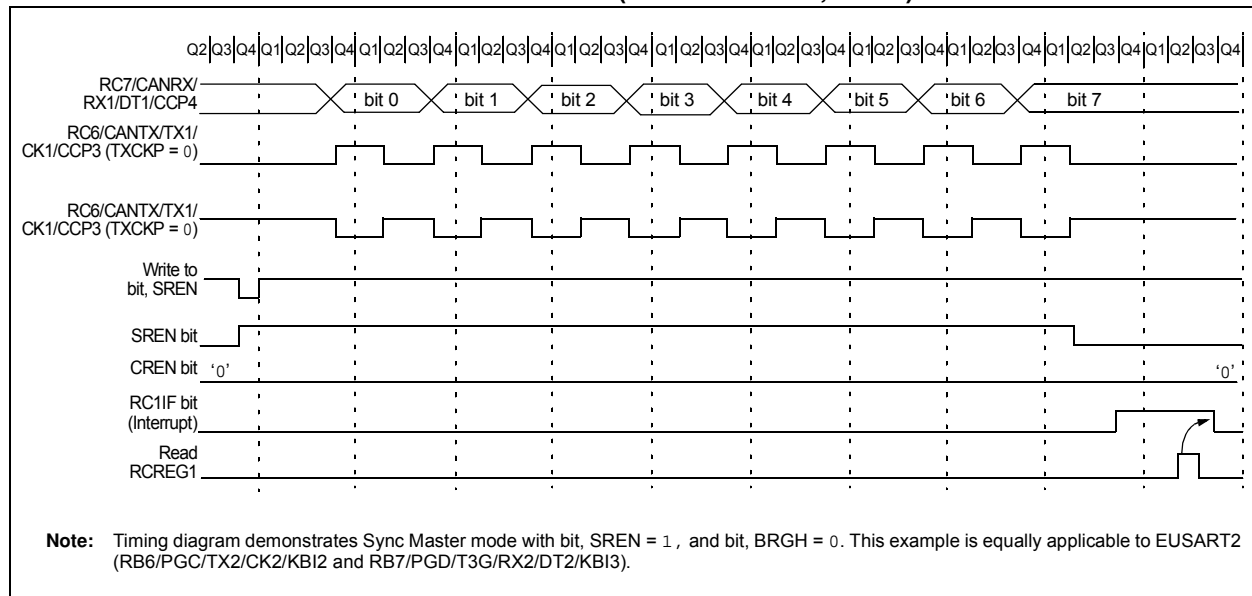 Q2 Q3 Q4 Q1 Q2 Q3 Q4 Q1 Q2 Q3 Q4 Q1 Q2 Q3 Q4 Q1 Q2 Q3 Q4 Q1 Q2 Q3 Q4 Q1 Q2 Q3 Q4 Q1 Q2 Q3 Q4 Q1 Q2 Q3 Q4 Q1 Q2 Q3 Q4 Q1 Q2 Q3 Q4
RC7/CANRX/
RX1/DT1/CCP4
bit 0 bit 1 bit 2 bit 3 bit 4 bit 5 bit 6 bit 7
RC6/CANTX/TX1/
CK1/CCP3 (TXCKP = 0)
RC6/CANTX/TX1/
CK1/CCP3 (TXCKP = 0)
Write to
bit, SREN
SREN bit
CREN bit ‘0’ ‘0’
RC1IF bit
(Interrupt)
Read
RCREG1
Note: Timing diagram demonstrates Sync Master mode with bit, SREN = 1, and bit, BRGH = 0. This example is equally applicable to EUSART2
(RB6/PGC/TX2/CK2/KBI2 and RB7/PGD/T3G/RX2/DT2/KBI3).